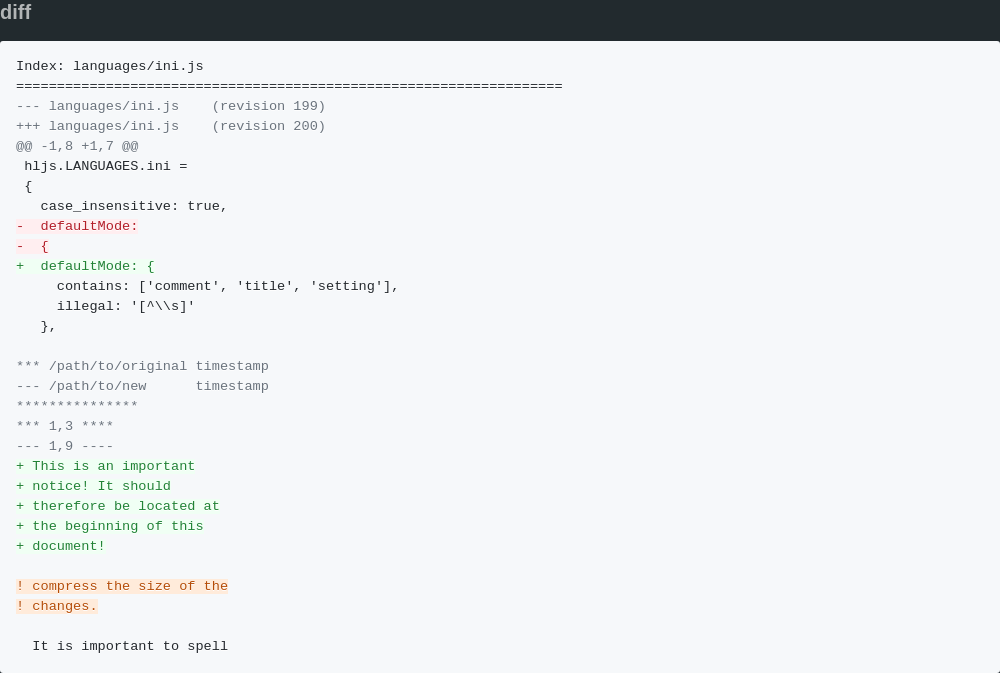 diff
Index: languages/ini.js
===================================================================
--- languages/ini.js    (revision 199)
+++ languages/ini.js    (revision 200)
@@ -1,8 +1,7 @@
 hljs.LANGUAGES.ini =
 {
   case_insensitive: true,
-  defaultMode:
-  {
+  defaultMode: {
     contains: ['comment', 'title', 'setting'],
     illegal: '[^\\s]'
   },

*** /path/to/original timestamp
--- /path/to/new      timestamp
***************
*** 1,3 ****
--- 1,9 ----
+ This is an important
+ notice! It should
+ therefore be located at
+ the beginning of this
+ document!

! compress the size of the
! changes.

  It is important to spell